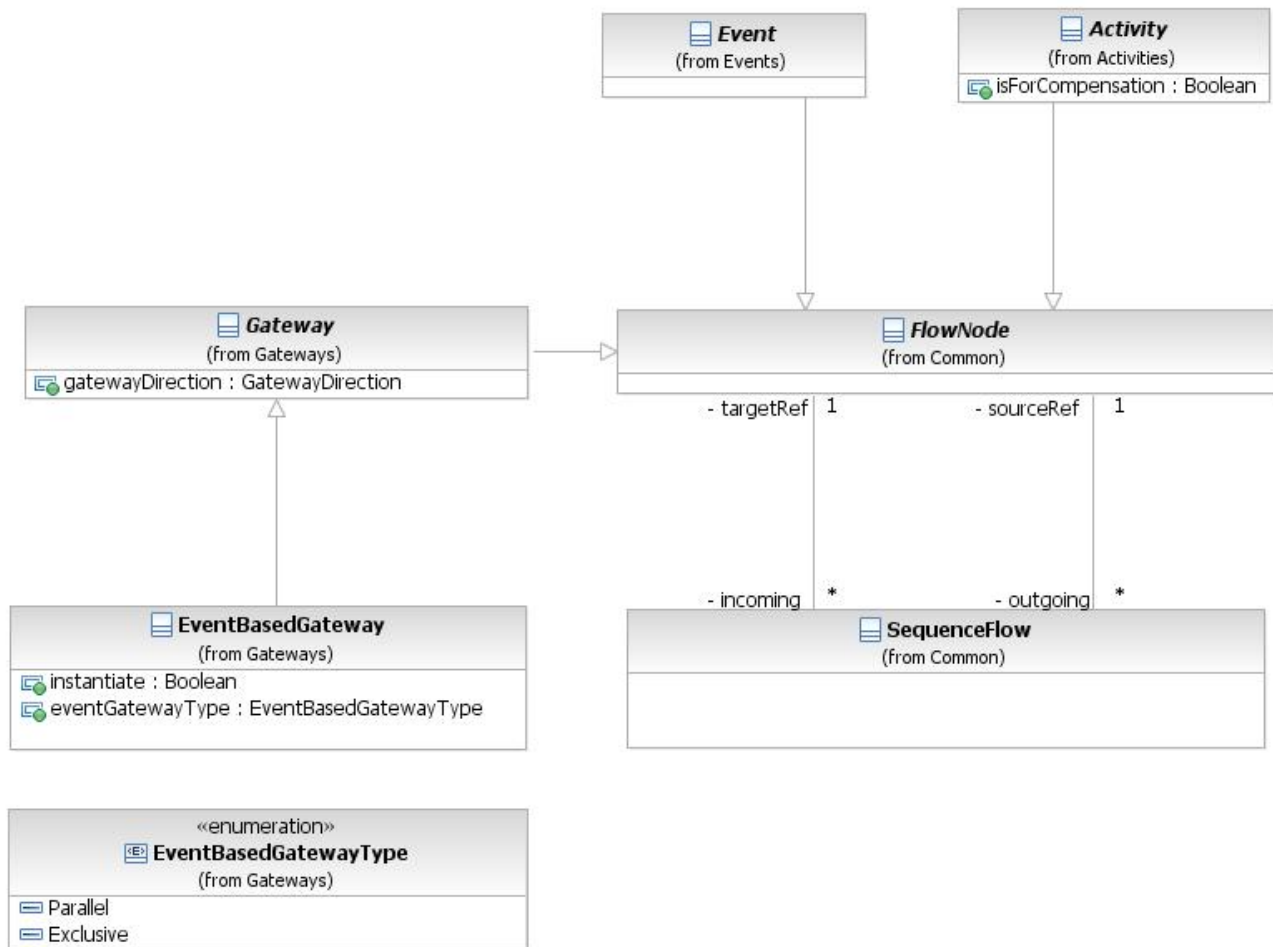 Event
(from Events)
Activity
(from Activities)
isForCompensation : Boolean
Gateway
(from Gateways)
gatewayDirection : GatewayDirection
FlowNode
(from Common)
- targetRef 1
- sourceRef 1
- incoming *
- outgoing *
EventBasedGateway
(from Gateways)
instantiate : Boolean
eventGatewayType : EventBasedGatewayType
SequenceFlow
(from Common)
«enumeration»
<E> EventBasedGatewayType
(from Gateways)
Parallel
Exclusive